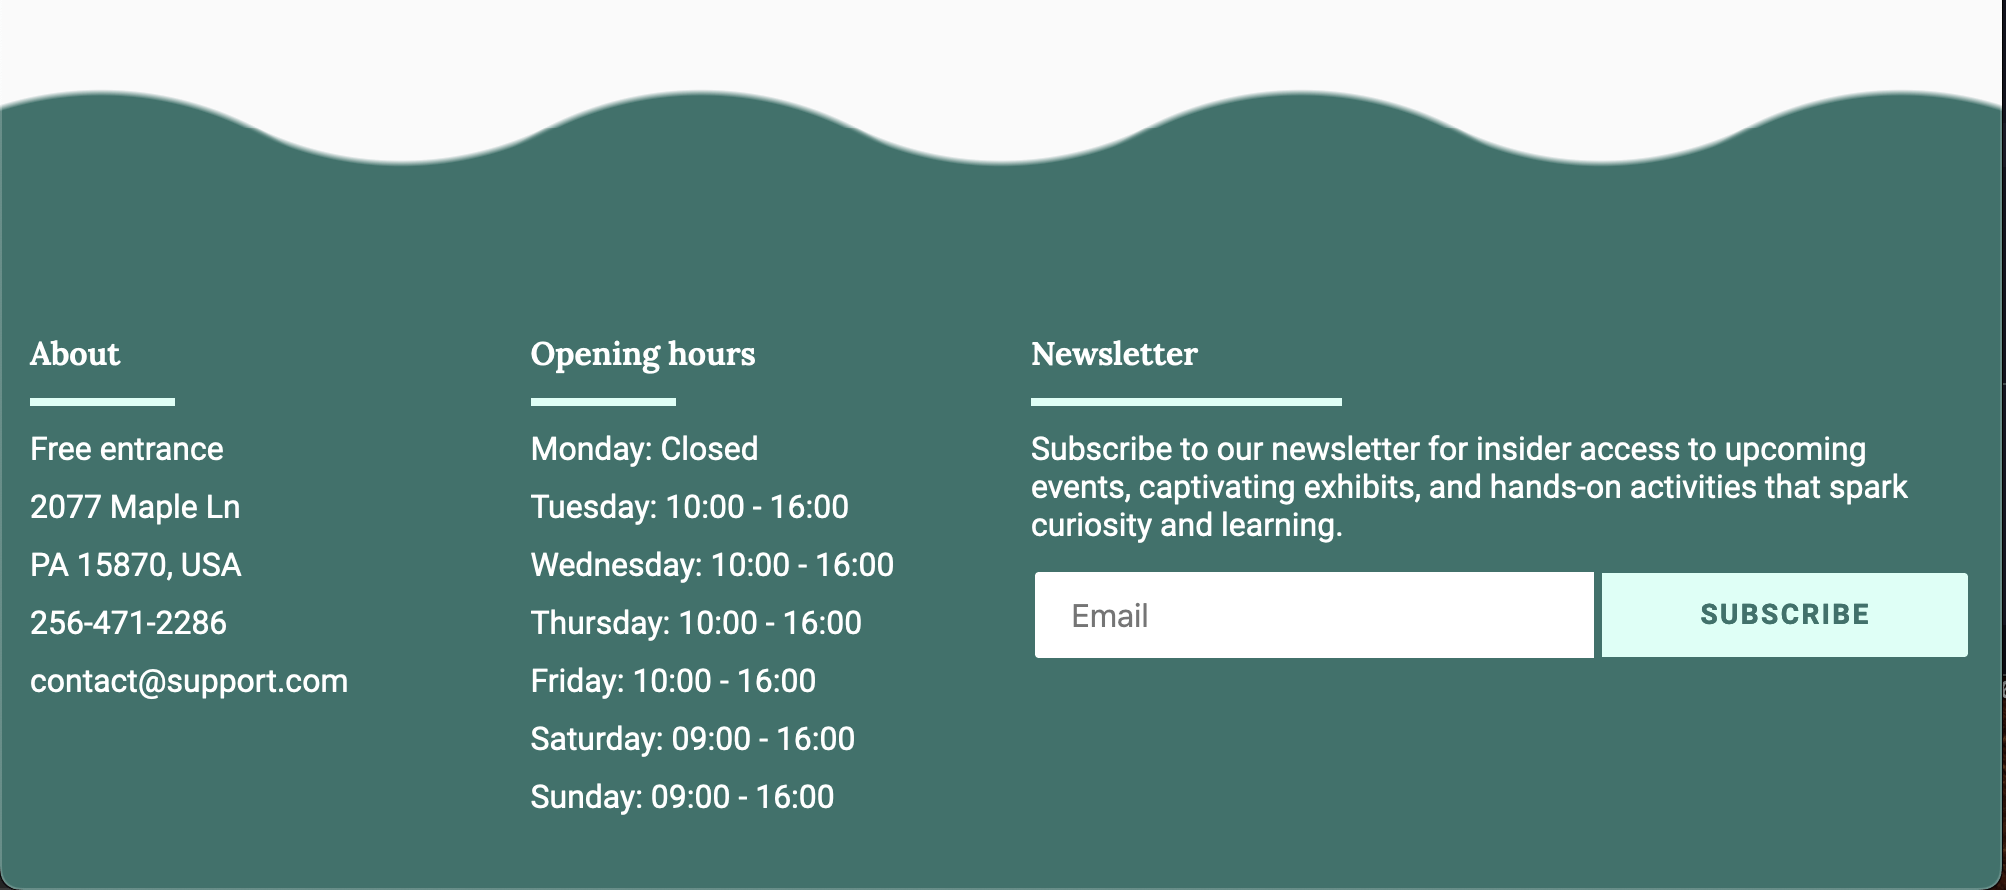 About
Free entrance
2077 Maple Ln
PA 15870, USA
256-471-2286
contact@support.com
Opening hours
Monday: Closed
Tuesday: 10:00 - 16:00
Wednesday: 10:00 - 16:00
Thursday: 10:00 - 16:00
Friday: 10:00 - 16:00
Saturday: 09:00 - 16:00
Sunday: 09:00 - 16:00
Newsletter
Subscribe to our newsletter for insider access to upcoming
events, captivating exhibits, and hands-on activities that spark
curiosity and learning.
Email
SUBSCRIBE